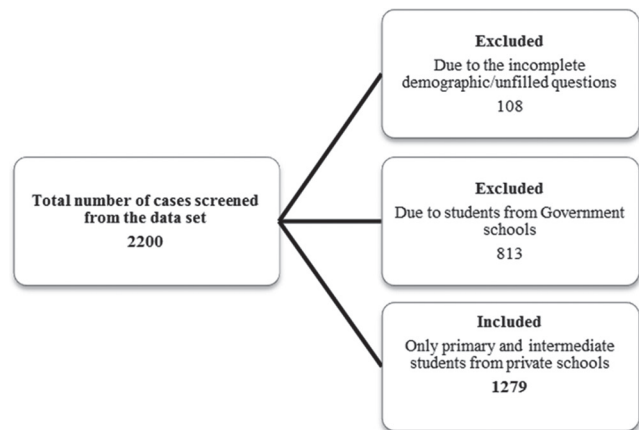 Total number of cases screened
from the data set
2200
Excluded
Due to the incomplete
demographic/unfilled questions
108
Excluded
Due to students from Government
schools
813
Included
Only primary and intermediate
students from private schools
1279